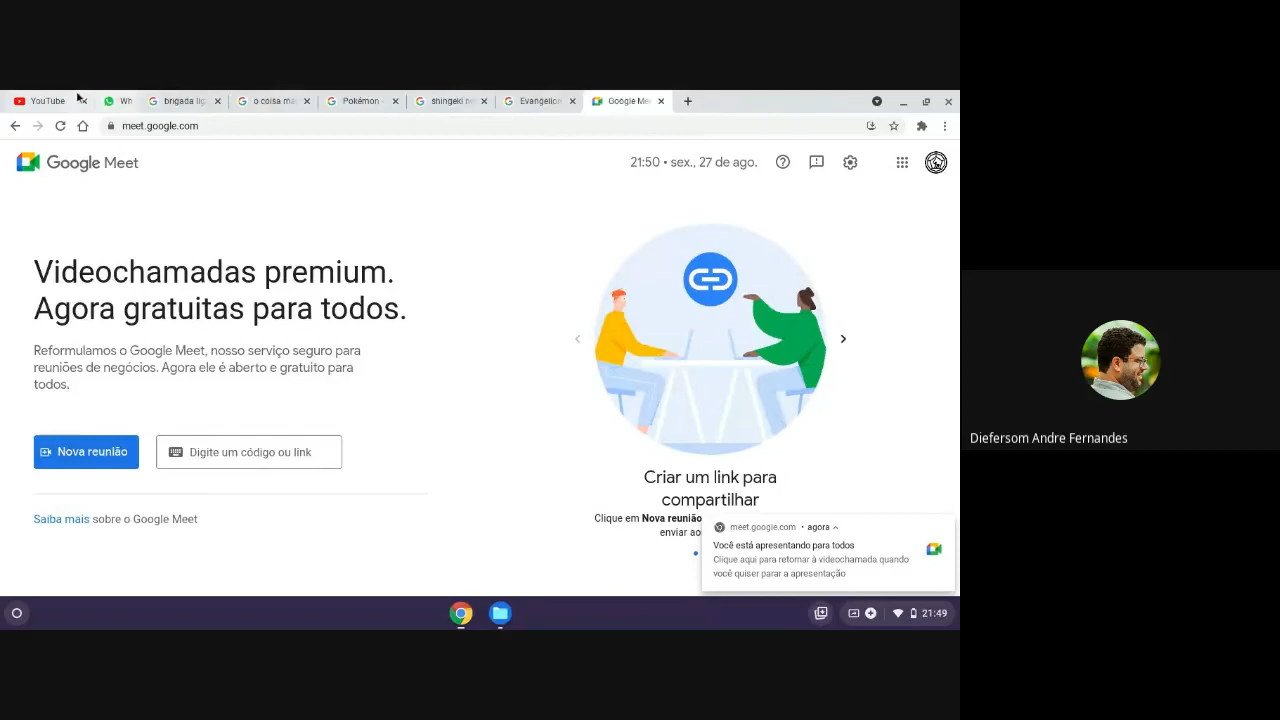 YouTube
Wh
brigada lig
o coisa ma
Pokémon -
shingeki n
Evangélico
Google Mee
meet.google.com
Google Meet
21:50 • sex., 27 de ago.
Videochamadas premium.
Agora gratuitas para todos.
Reformulamos o Google Meet, nosso serviço seguro para
reuniões de negócios. Agora ele é aberto e gratuito para
todos.
Nova reunião
Digite um código ou link
Saiba mais sobre o Google Meet
Criar um link para
compartilhar
Clique em Nova reunião
enviar ao
meet.google.com • agora
Você está apresentando para todos
Clique aqui para retornar à videochamada quando
você quiser parar a apresentação
21:49
Diefersom Andre Fernandes